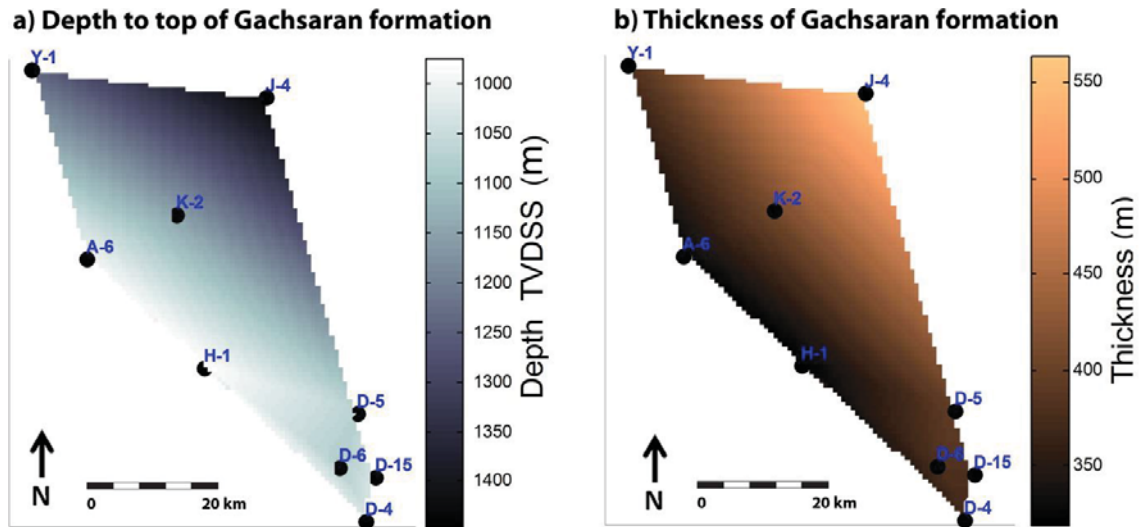 a) Depth to top of Gachsaran formation
Y-1
J-4
K-2
A-6
H-1
D-5
D-6
D-15
D-4
N
0 20 km
1000
1050
1100
1150
1200
1250
1300
1350
1400
Depth TVDSS (m)
b) Thickness of Gachsaran formation
Y-1
J-4
K-2
A-6
H-1
D-5
D-6
D-15
D-4
N
0 20 km
550
500
450
400
350
Thickness (m)